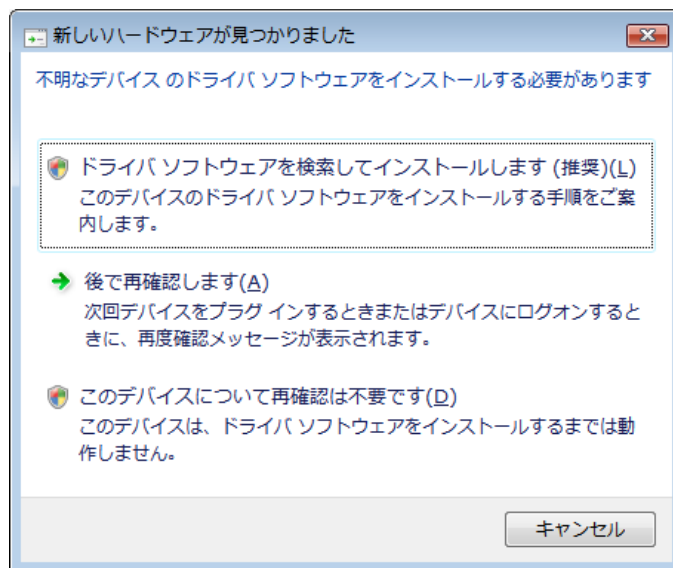 新しいハードウェアが見つかりました
不明なデバイス のドライバ ソフトウェアをインストールする必要があります
ドライバ ソフトウェアを検索してインストールします (推奨)(L)
このデバイスのドライバ ソフトウェアをインストールする手順をご案
内します。
後で再確認します(A)
次回デバイスをプラグ インするときまたはデバイスにログオンすると
きに、再度確認メッセージが表示されます。
このデバイスについて再確認は不要です(D)
このデバイスは、ドライバ ソフトウェアをインストールするまでは動
作しません。
キャンセル